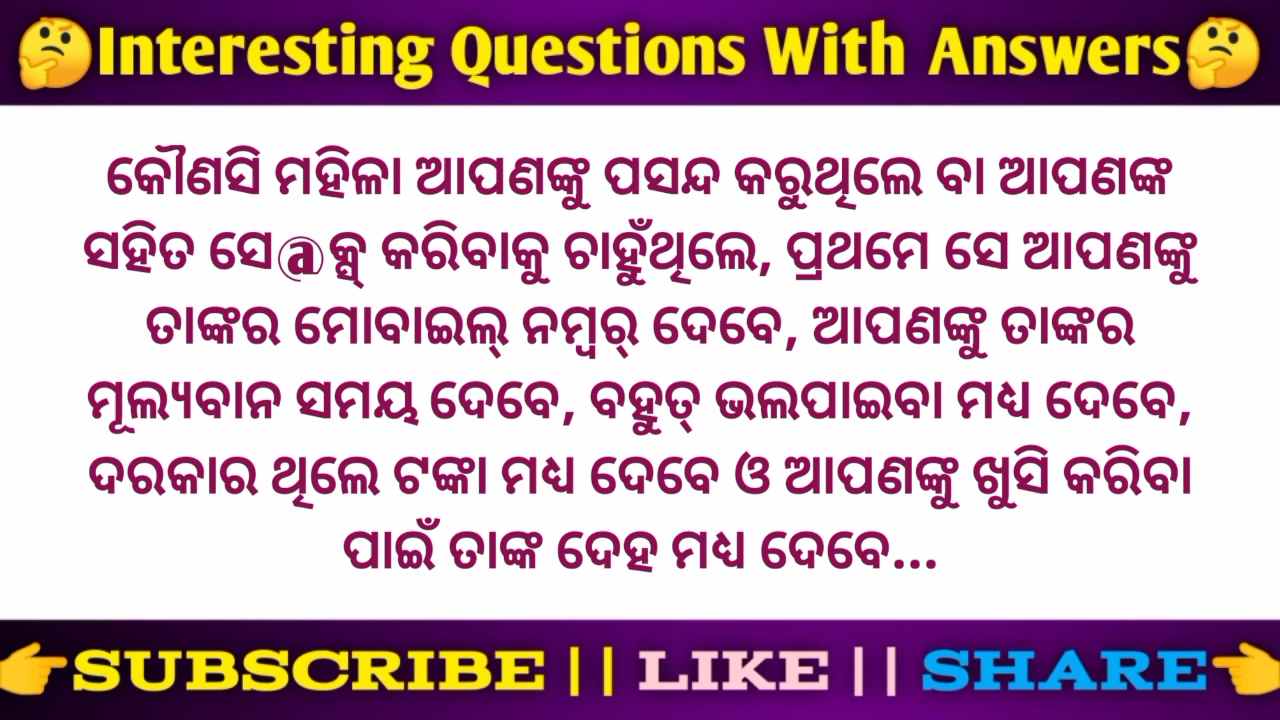 🤔Interesting Questions With Answers🤔
କୌଣସି ମହିଳା ଆପଣଙ୍କୁ ପସନ୍ଦ କରୁଥିଲେ ବା ଆପଣଙ୍କ
ସହିତ ସେ@କ୍ସ୍ କରିବାକୁ ଚାହୁଁଥିଲେ, ପ୍ରଥମେ ସେ ଆପଣଙ୍କୁ
ତାଙ୍କର ମୋବାଇଲ୍ ନମ୍ବର୍ ଦେବେ, ଆପଣଙ୍କୁ ତାଙ୍କର
ମୂଲ୍ୟବାନ ସମୟ ଦେବେ, ବହୁତ୍ ଭଲପାଇବା ମଧ୍ୟ ଦେବେ,
ଦରକାର ଥିଲେ ଟଙ୍କା ମଧ୍ୟ ଦେବେ ଓ ଆପଣଙ୍କୁ ଖୁସି କରିବା
ପାଇଁ ତାଙ୍କ ଦେହ ମଧ୍ୟ ଦେବେ...
👉SUBSCRIBE || LIKE || SHARE👈